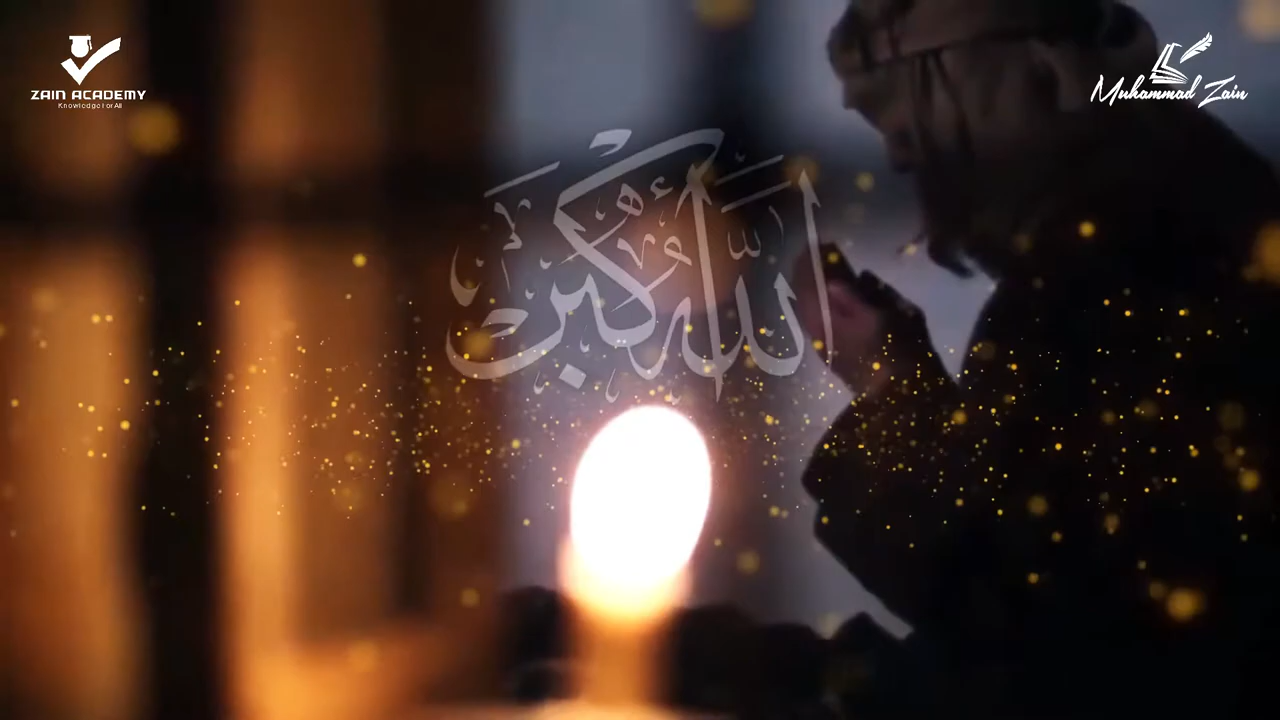 ZAIN ACADEMY
Knowledge For All
Muhammad Zain
الله أكبر